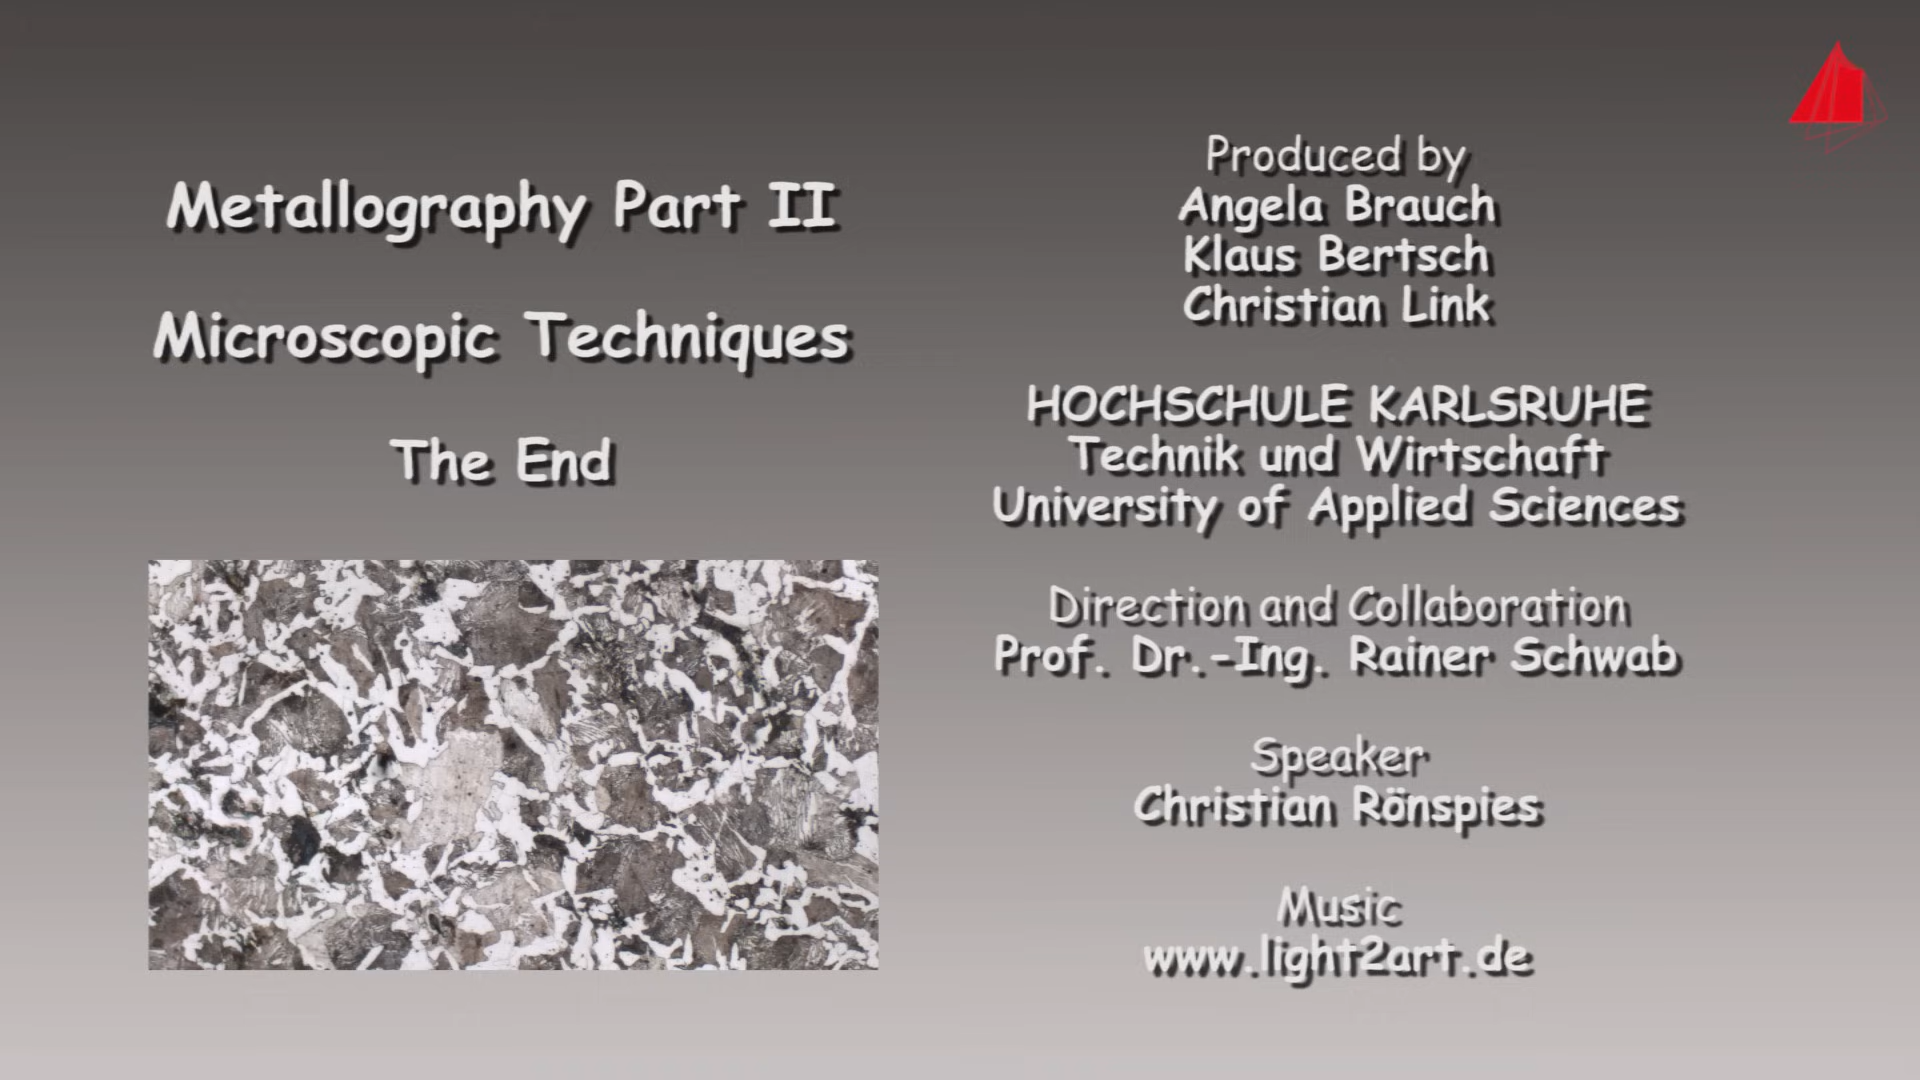 Metallography Part II
Microscopic Techniques
The End
Produced by
Angela Brauch
Klaus Bertsch
Christian Link
HOCHSCHULE KARLSRUHE
Technik und Wirtschaft
University of Applied Sciences
Direction and Collaboration
Prof. Dr.-Ing. Rainer Schwab
Speaker
Christian Rönspies
Music
www.light2art.de